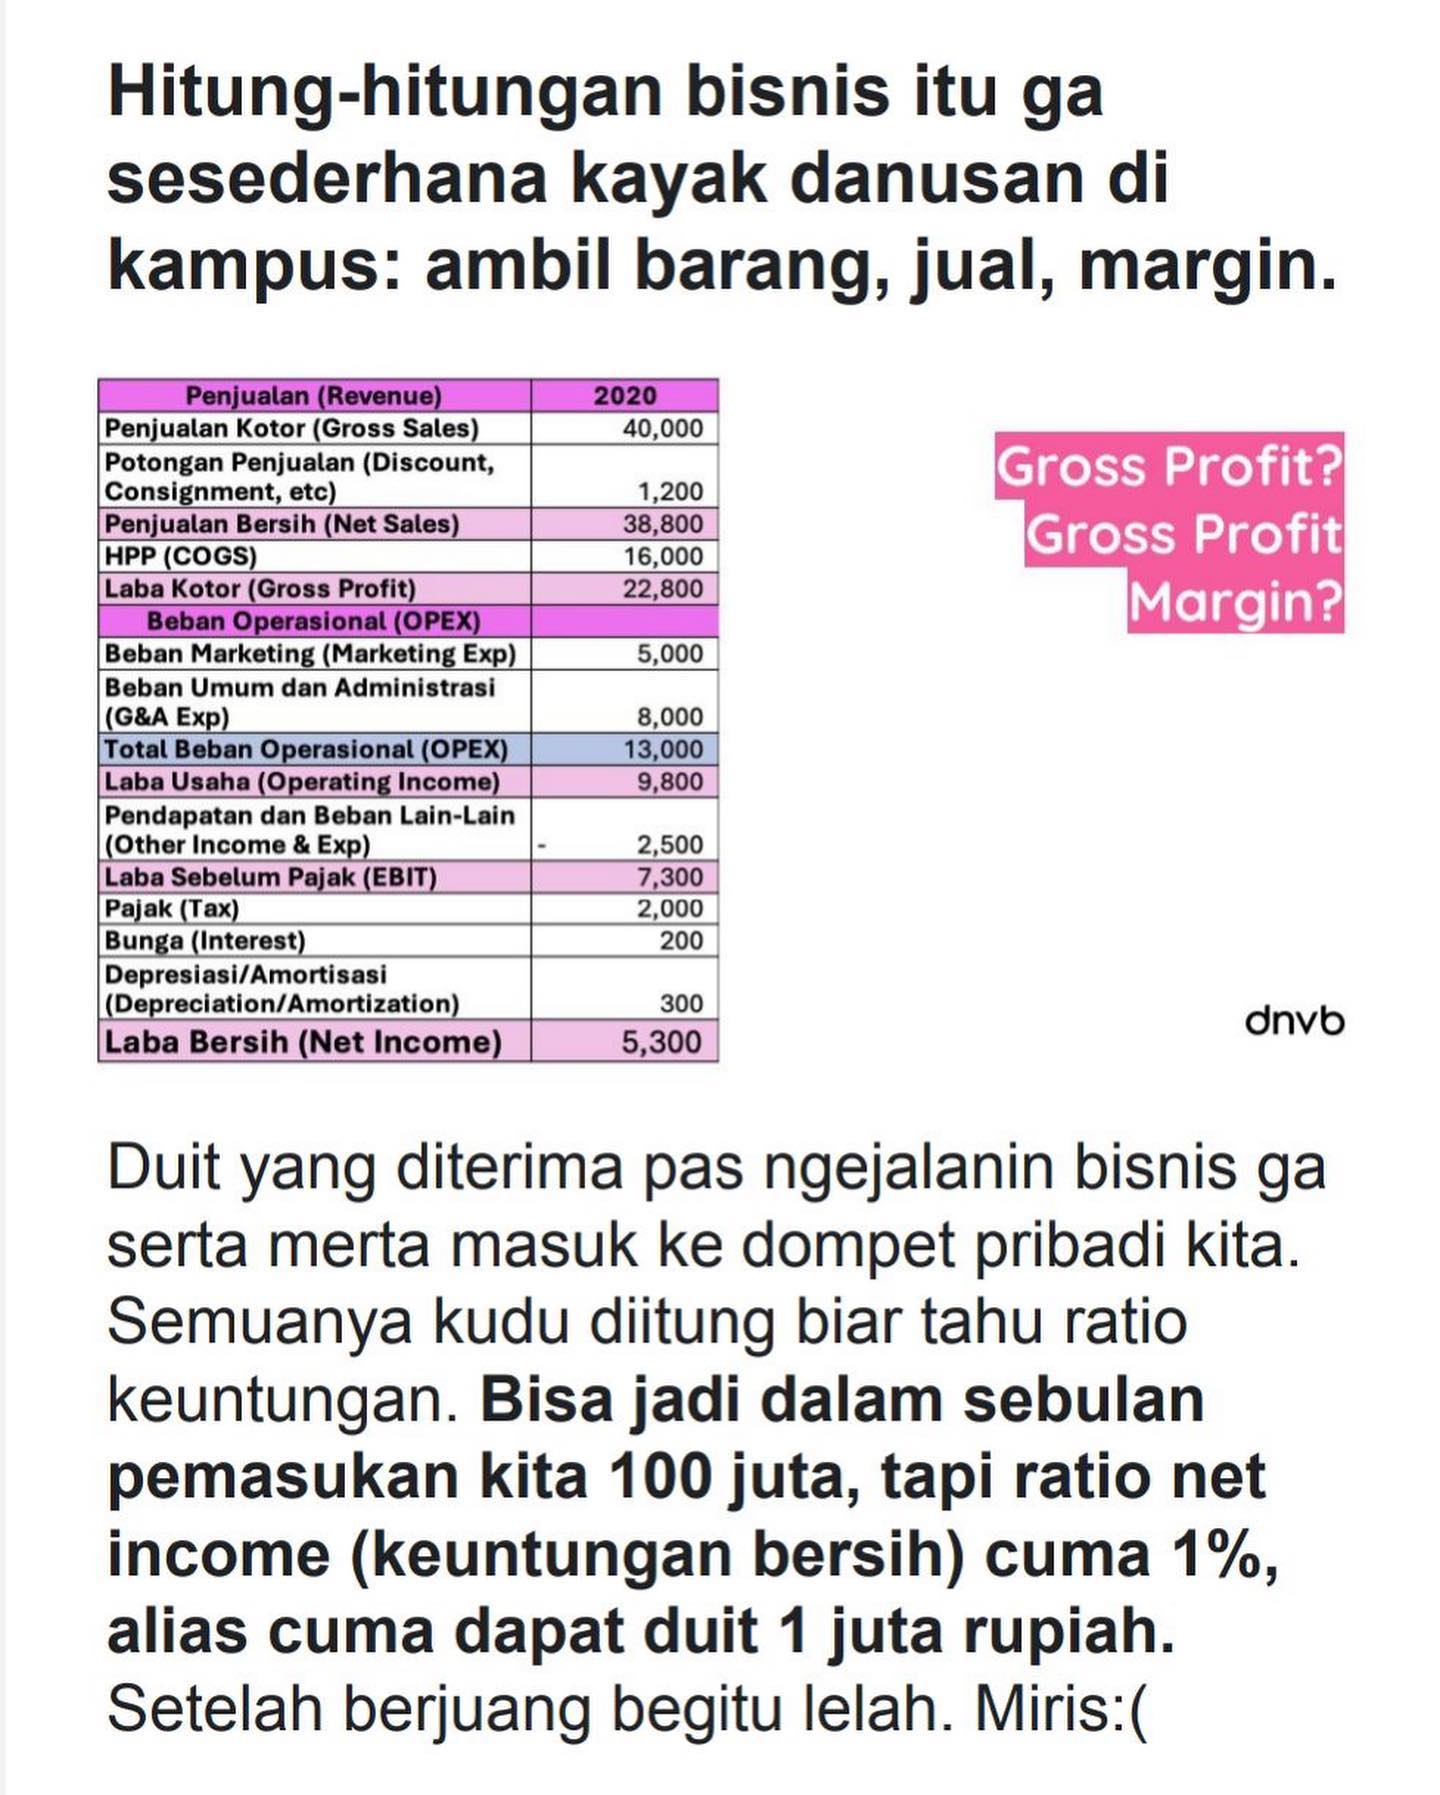 Hitung-hitungan bisnis itu ga
sesederhana kayak danusan di
kampus: ambil barang, jual, margin.
Penjualan (Revenue) 2020
Penjualan Kotor (Gross Sales) 40,000
Potongan Penjualan (Discount,
Consignment, etc) 1,200
Penjualan Bersih (Net Sales) 38,800
HPP (COGS) 16,000
Laba Kotor (Gross Profit) 22,800
Beban Operasional (OPEX)
Beban Marketing (Marketing Exp) 5,000
Beban Umum dan Administrasi
(G&A Exp) 8,000
Total Beban Operasional (OPEX) 13,000
Laba Usaha (Operating Income) 9,800
Pendapatan dan Beban Lain-Lain
(Other Income & Exp) - 2,500
Laba Sebelum Pajak (EBIT) 7,300
Pajak (Tax) 2,000
Bunga (Interest) 200
Depresiasi/Amortisasi
(Depreciation/Amortization) 300
Laba Bersih (Net Income) 5,300
Gross Profit?
Gross Profit
Margin?
dnvb
Duit yang diterima pas ngejalanin bisnis ga
serta merta masuk ke dompet pribadi kita.
Semuanya kudu diitung biar tahu ratio
keuntungan. Bisa jadi dalam sebulan
pemasukan kita 100 juta, tapi ratio net
income (keuntungan bersih) cuma 1%,
alias cuma dapat duit 1 juta rupiah.
Setelah berjuang begitu lelah. Miris:(